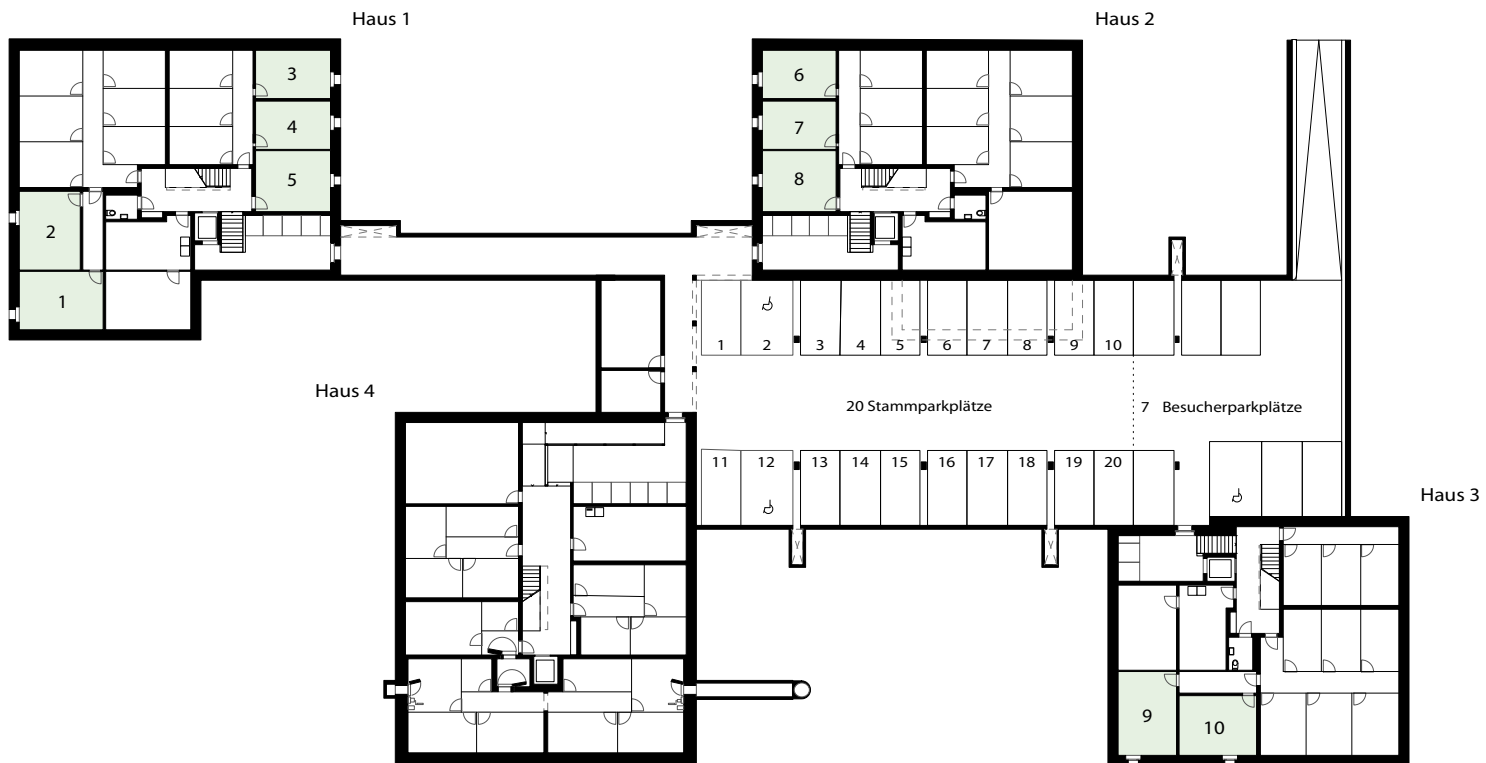 Haus 1
Haus 2
3
6
4
7
5
8
2
1
1 2 3 4 5 6 7 8 9 10
Haus 4
20 Stammparkplätze
7 Besucherparkplätze
11 12 13 14 15 16 17 18 19 20
Haus 3
9
10